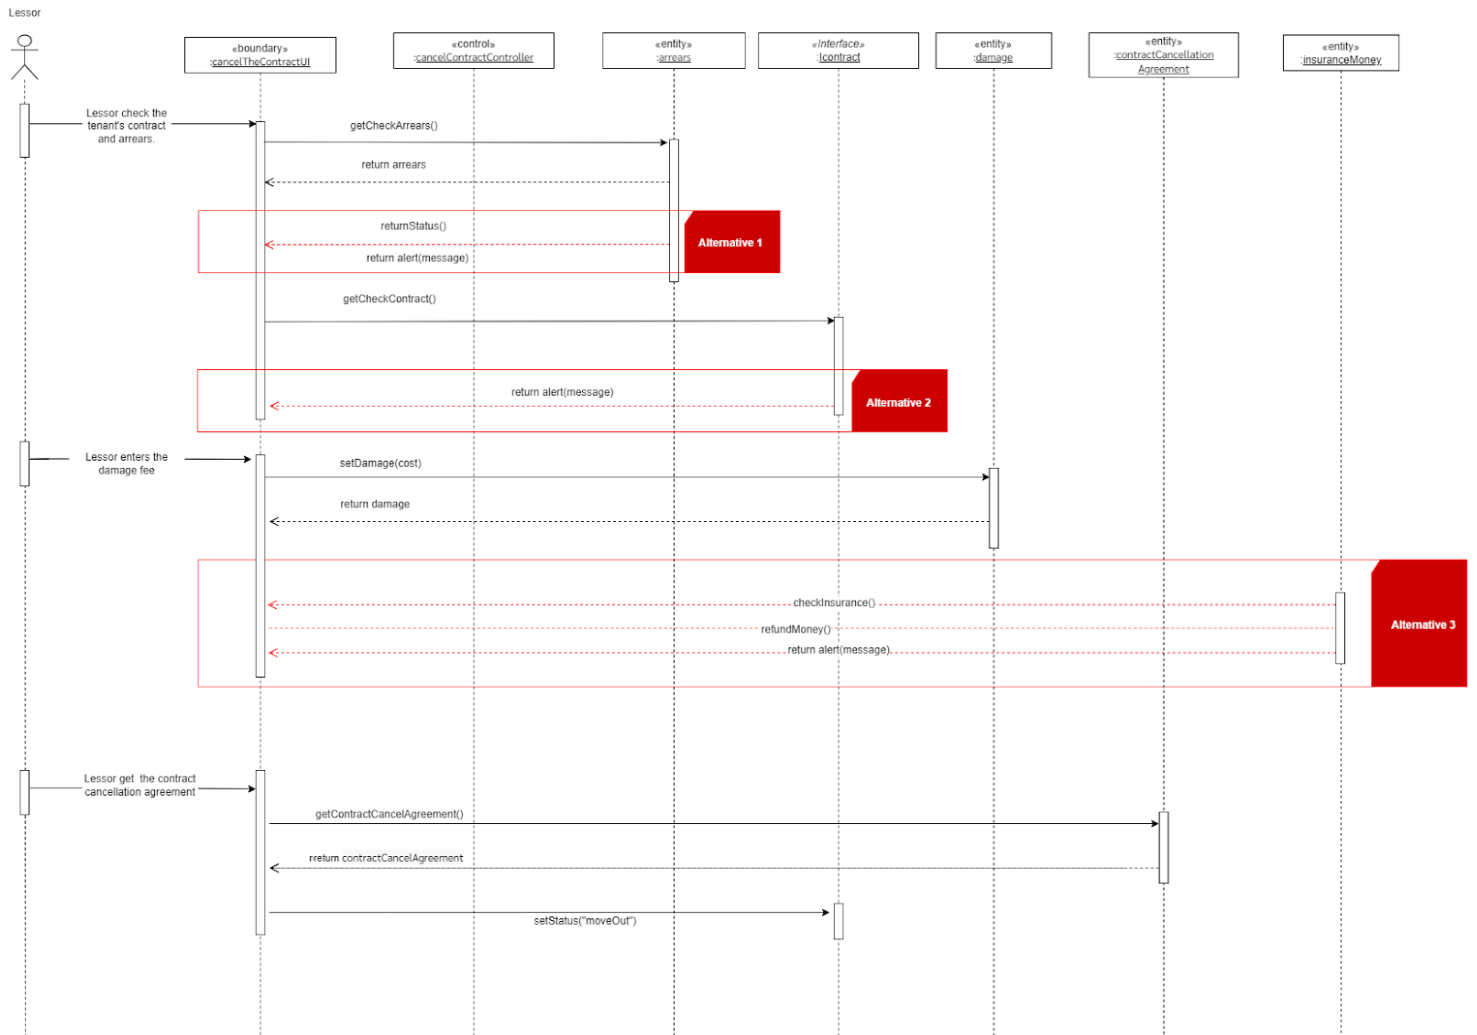 Lessor
«boundary»
:cancelTheContractUI
«control»
:cancelContractController
«entity»
:arrears
«Interface»
:Icontract
«entity»
:damage
«entity»
:contractCancellation
Agreement
«entity»
:insuranceMoney
Lessor check the
tenant's contract
and arrears.
getCheckArrears()
return arrears
returnStatus()
Alternative 1
return alert(message)
getCheckContract()
return alert(message)
Alternative 2
Lessor enters the
damage fee
setDamage(cost)
return damage
checkInsurance()
refundMoney()
Alternative 3
return alert(message)
Lessor get the contract
cancellation agreement
getContractCancelAgreement()
rreturn contractCancelAgreement
setStatus("moveOut")